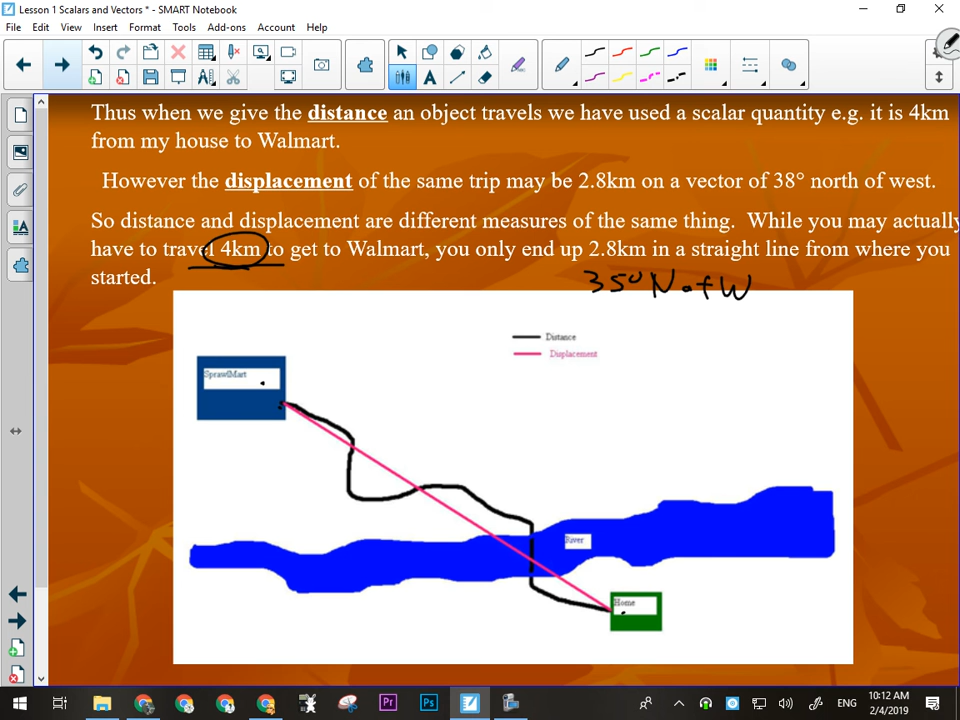 Lesson 1 Scalars and Vectors * - SMART Notebook
File Edit View Insert Format Tools Add-ons Account Help
Thus when we give the distance an object travels we have used a scalar quantity e.g. it is 4km
from my house to Walmart.
However the displacement of the same trip may be 2.8km on a vector of 38° north of west.
So distance and displacement are different measures of the same thing. While you may actually
have to travel 4km to get to Walmart, you only end up 2.8km in a straight line from where you
started.
35° N of W
Distance
Displacement
SprawlMart
River
Home
Pr Ps ENG
10:12 AM
2/4/2019